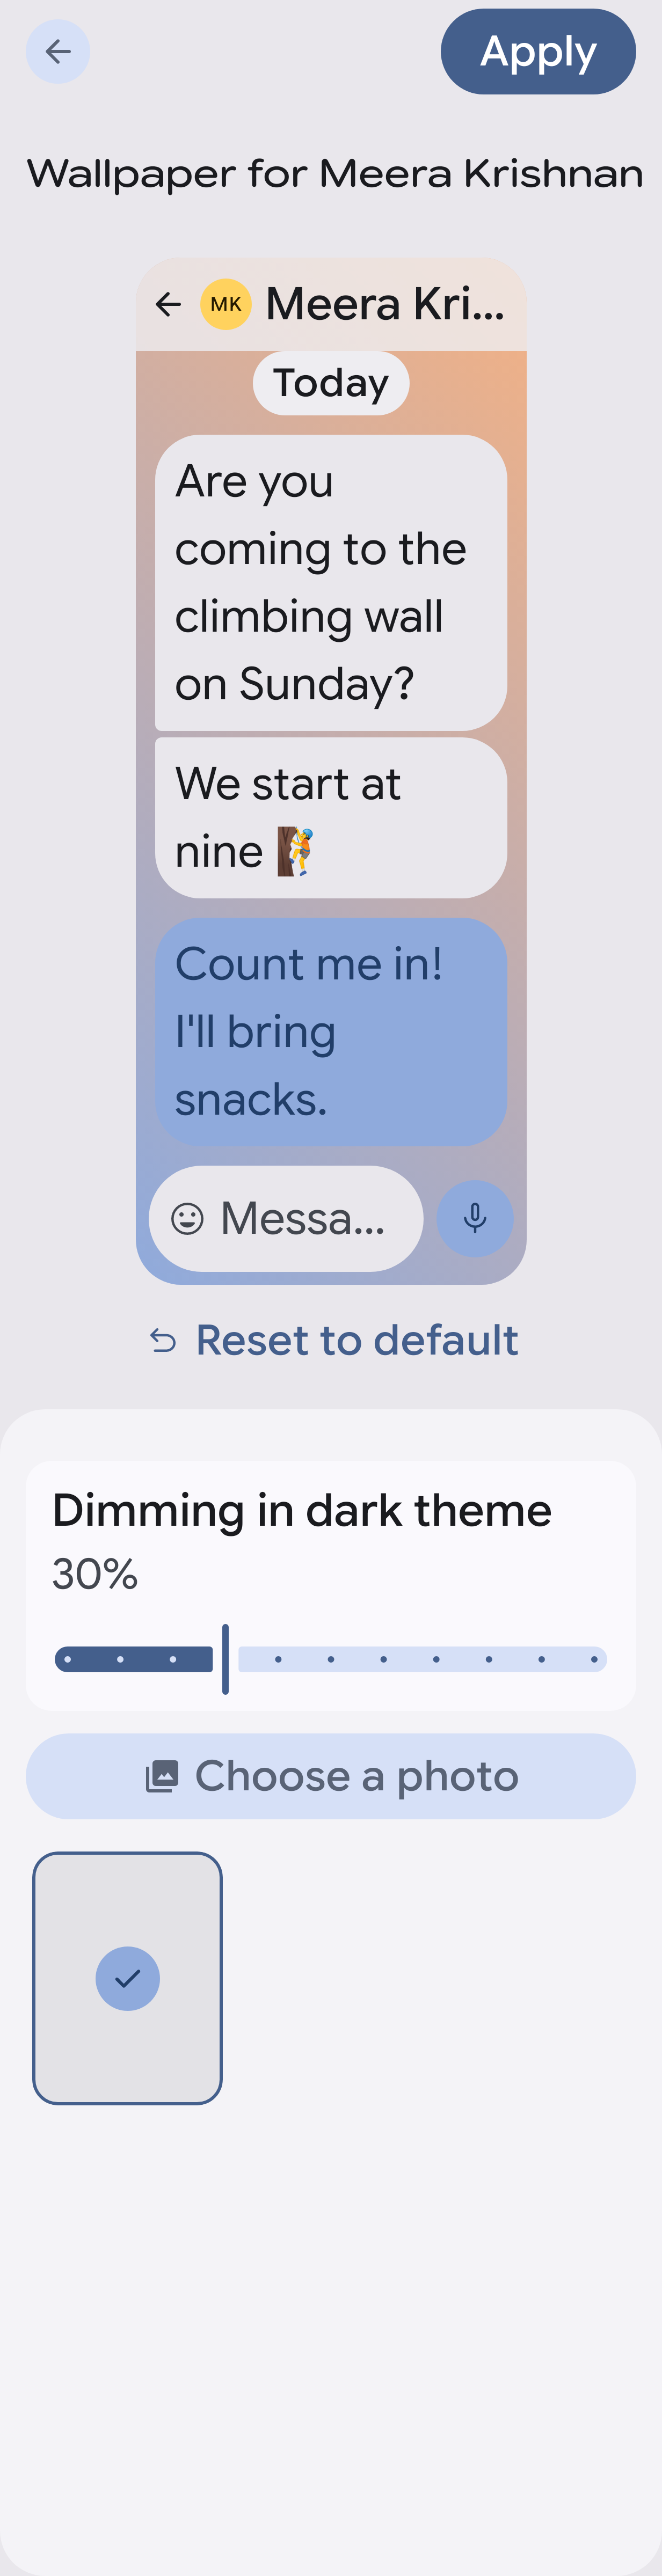 Apply
Wallpaper for Meera Krishnan
MK Meera Kri...
Today
Are you
coming to the
climbing wall
on Sunday?
We start at
nine 🧗
Count me in!
I'll bring
snacks.
Messa...
Reset to default
Dimming in dark theme
30%
Choose a photo